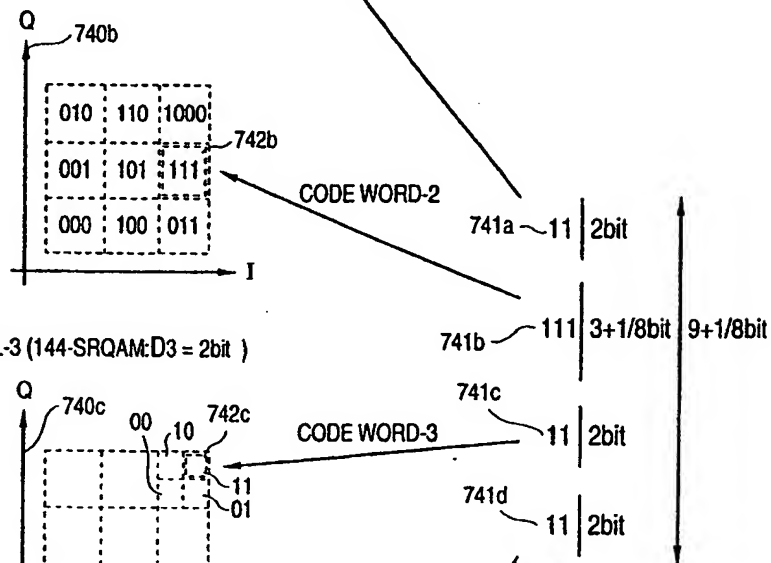 Q
740b
010 110 1000
742b
001 101 111
CODE WORD-2
000 100 011
741a 11 2bit
I
741b 111 3+1/8bit 9+1/8bit
-3 (144-SRQAM:D3 = 2bit )
Q
740c
00 10 742c
741c
CODE WORD-3
11 2bit
11
01
741d
11 2bit